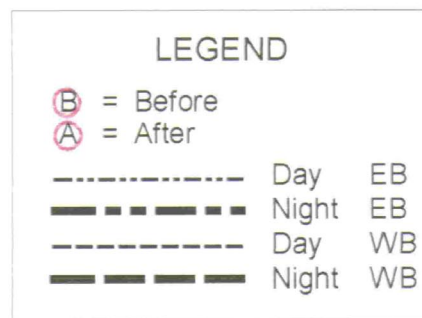 LEGEND
B = Before
A = After
Day EB
Night EB
Day WB
Night WB